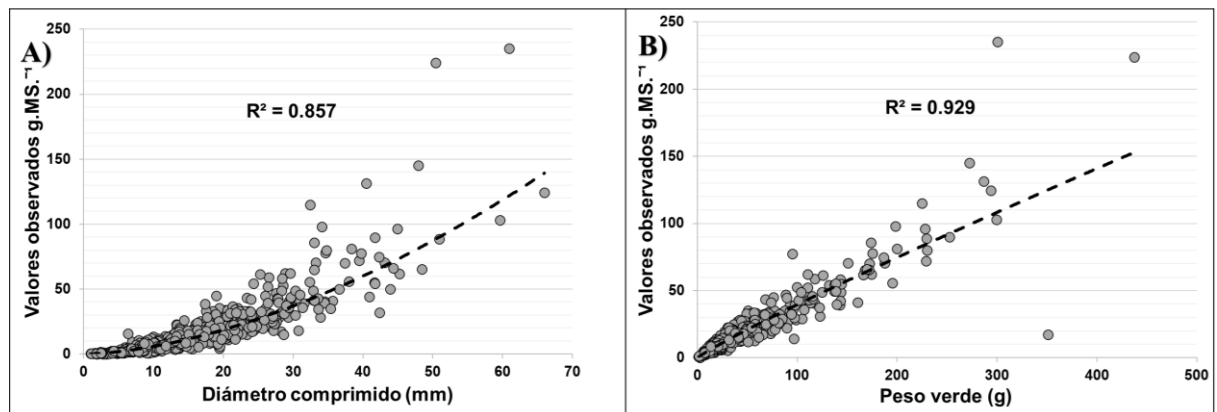 A)
R² = 0.857
Valores observados g.MS.⁻¹
250
200
150
100
50
0
0 10 20 30 40 50 60 70
Diámetro comprimido (mm)
B)
R² = 0.929
Valores observados g.MS.⁻¹
250
200
150
100
50
0
0 100 200 300 400 500
Peso verde (g)